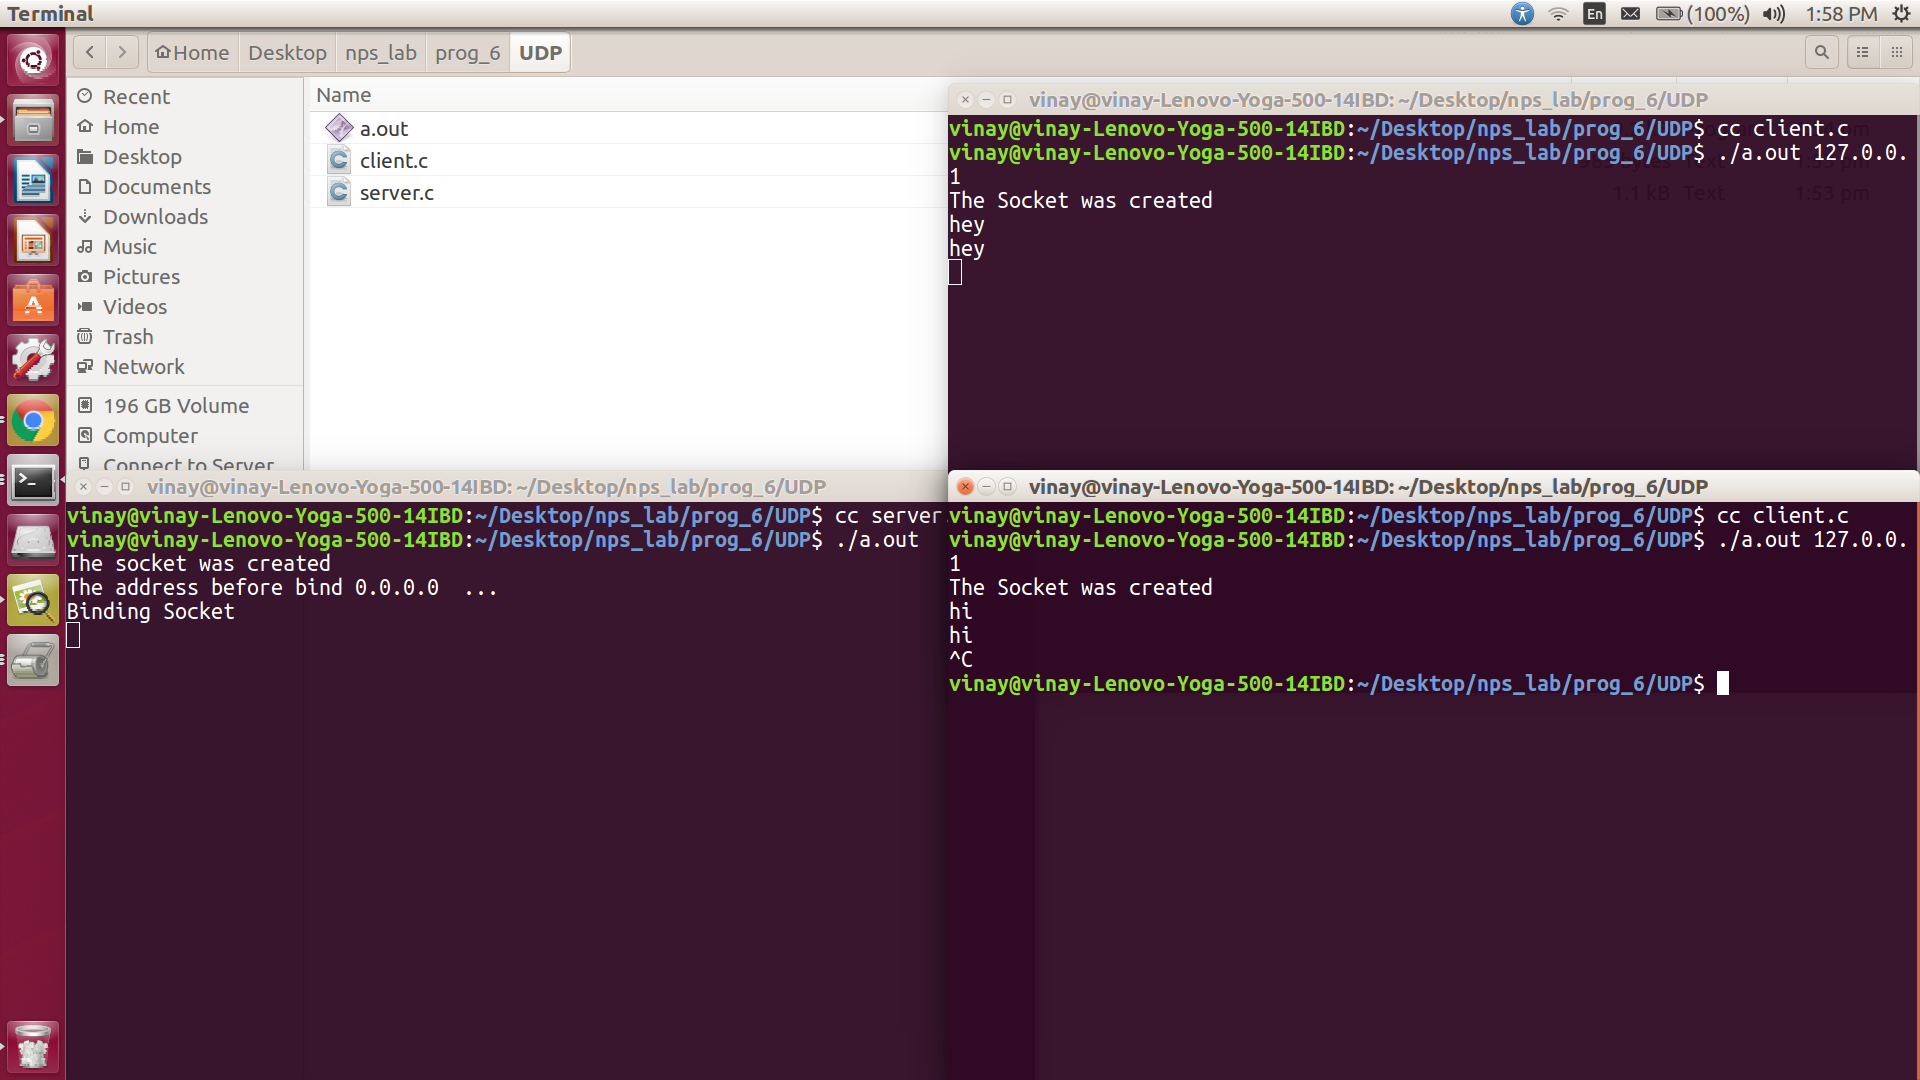 Terminal
En
(100%)
1:58 PM
Home
Desktop
nps_lab
prog_6
UDP
Recent
Home
Desktop
Documents
Downloads
Music
Pictures
Videos
Trash
Network
196 GB Volume
Computer
Connect to Server
Name
a.out
client.c
server.c
1.1 kB Text 1:53 pm
vinay@vinay-Lenovo-Yoga-500-14IBD: ~/Desktop/nps_lab/prog_6/UDP
vinay@vinay-Lenovo-Yoga-500-14IBD:~/Desktop/nps_lab/prog_6/UDP$ cc client.c
vinay@vinay-Lenovo-Yoga-500-14IBD:~/Desktop/nps_lab/prog_6/UDP$ ./a.out 127.0.0.
1
The Socket was created
hey
hey
vinay@vinay-Lenovo-Yoga-500-14IBD: ~/Desktop/nps_lab/prog_6/UDP
vinay@vinay-Lenovo-Yoga-500-14IBD:~/Desktop/nps_lab/prog_6/UDP$ cc server
vinay@vinay-Lenovo-Yoga-500-14IBD:~/Desktop/nps_lab/prog_6/UDP$ ./a.out
The socket was created
The address before bind 0.0.0.0  ...
Binding Socket
vinay@vinay-Lenovo-Yoga-500-14IBD: ~/Desktop/nps_lab/prog_6/UDP
vinay@vinay-Lenovo-Yoga-500-14IBD:~/Desktop/nps_lab/prog_6/UDP$ cc client.c
vinay@vinay-Lenovo-Yoga-500-14IBD:~/Desktop/nps_lab/prog_6/UDP$ ./a.out 127.0.0.
1
The Socket was created
hi
hi
^C
vinay@vinay-Lenovo-Yoga-500-14IBD:~/Desktop/nps_lab/prog_6/UDP$